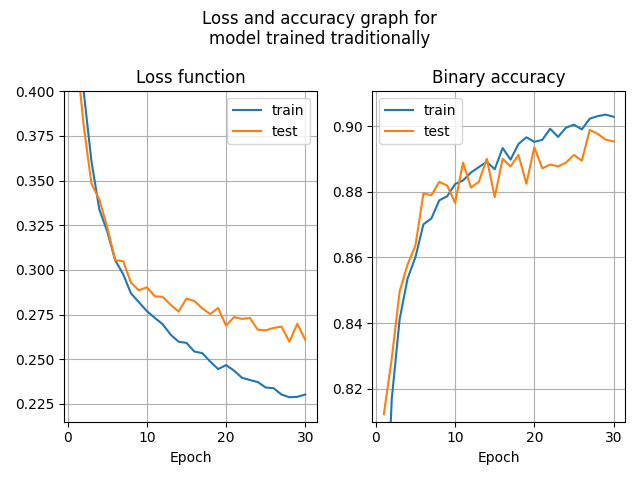 Loss and accuracy graph for
model trained traditionally
Loss function
train
test
0.400
0.375
0.350
0.325
0.300
0.275
0.250
0.225
0
10
20
30
Epoch
Binary accuracy
train
test
0.90
0.88
0.86
0.84
0.82
0
10
20
30
Epoch